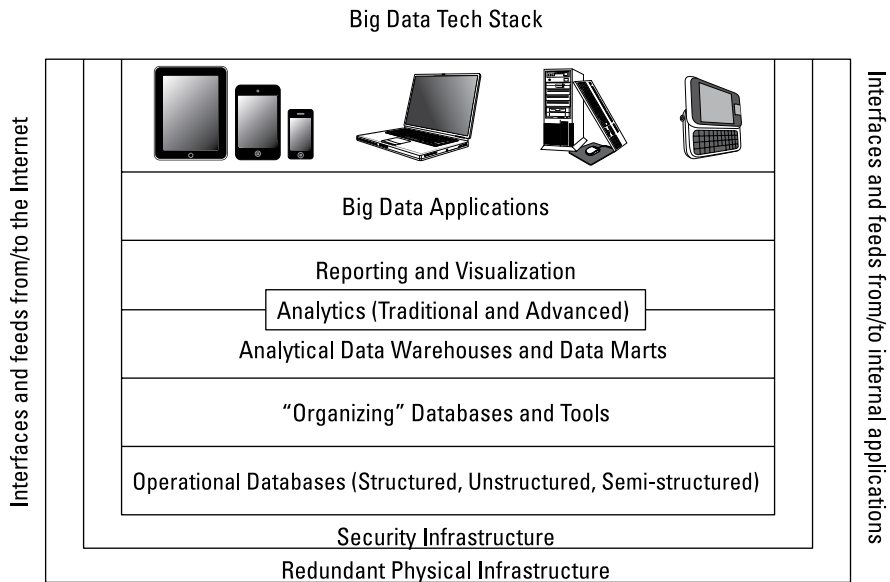 Big Data Tech Stack
Interfaces and feeds from/to the Internet
Interfaces and feeds from/to internal applications
Big Data Applications
Reporting and Visualization
Analytics (Traditional and Advanced)
Analytical Data Warehouses and Data Marts
“Organizing” Databases and Tools
Operational Databases (Structured, Unstructured, Semi-structured)
Security Infrastructure
Redundant Physical Infrastructure